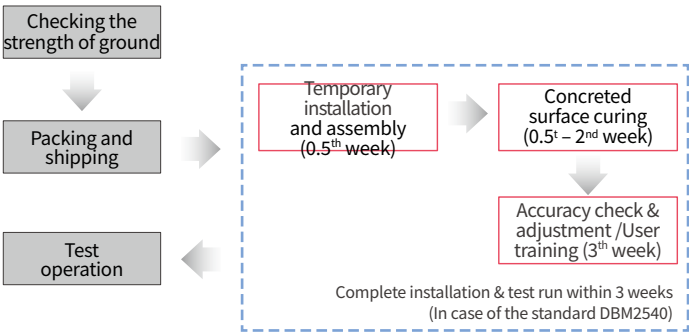 Checking the
strength of ground
Packing and
shipping
Temporary
installation
and assembly
(0.5th week)
Concreted
surface curing
(0.5t – 2nd week)
Accuracy check &
adjustment /User
training (3th week)
Test
operation
Complete installation & test run within 3 weeks
(In case of the standard DBM2540)